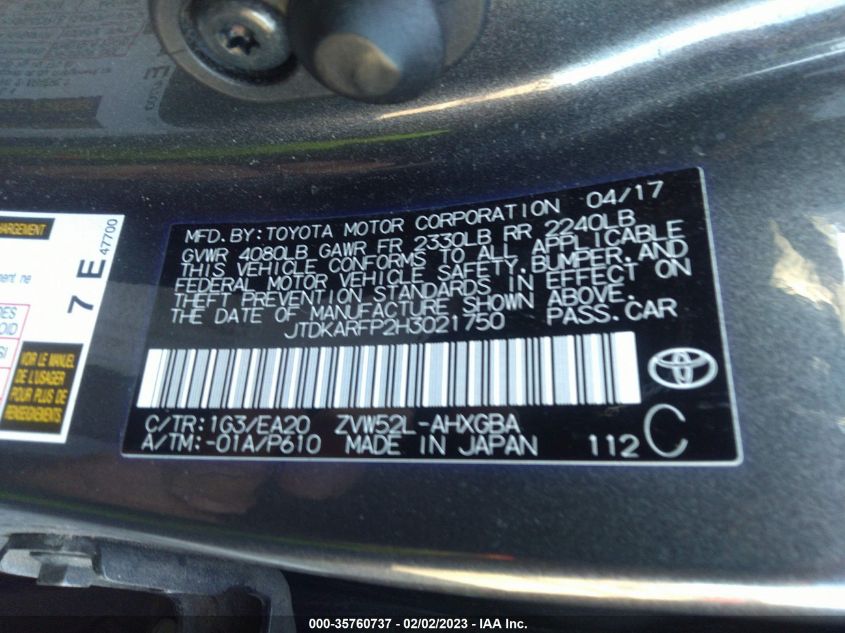 MFD. BY: TOYOTA MOTOR CORPORATION 04/17
GVWR 4080LB GAWR FR 2330LB RR 2240LB
THIS VEHICLE CONFORMS TO ALL APPLICABLE
FEDERAL MOTOR VEHICLE SAFETY, BUMPER, AND
THEFT PREVENTION STANDARDS IN EFFECT ON
THE DATE OF MANUFACTURE SHOWN ABOVE.
JTDKARFP2H3021750 PASS. CAR
C/TR: 1G3/EA20 ZVW52L-AHXGBA
A/TM: -01A/P610 MADE IN JAPAN 112 C
7 E
47700
VOIR LE MANUEL
DE L'USAGER
POUR PLUS DE
RENSEIGNEMENTS
000-35760737 - 02/02/2023 - IAA Inc.